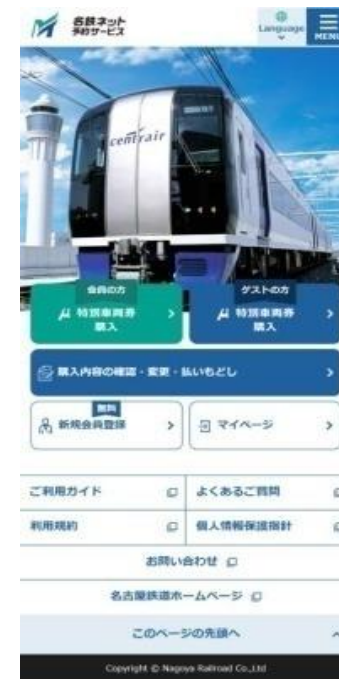 名鉄ネット
予約サービス
Language
MENU
centrair
会員の方
特別車両券
購入
ゲストの方
特別車両券
購入
購入内容の確認・変更・払いもどし
無料
新規会員登録
マイページ
ご利用ガイド
よくあるご質問
利用規約
個人情報保護指針
お問い合わせ
名古屋鉄道ホームページ
このページの先頭へ
Copyright © Nagoya Railroad Co.,Ltd